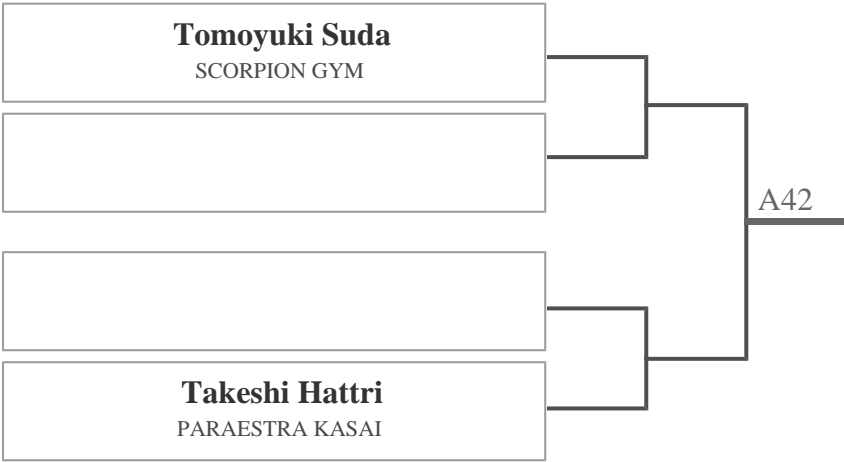 Tomoyuki Suda
SCORPION GYM
A42
Takeshi Hattri
PARAESTRA KASAI